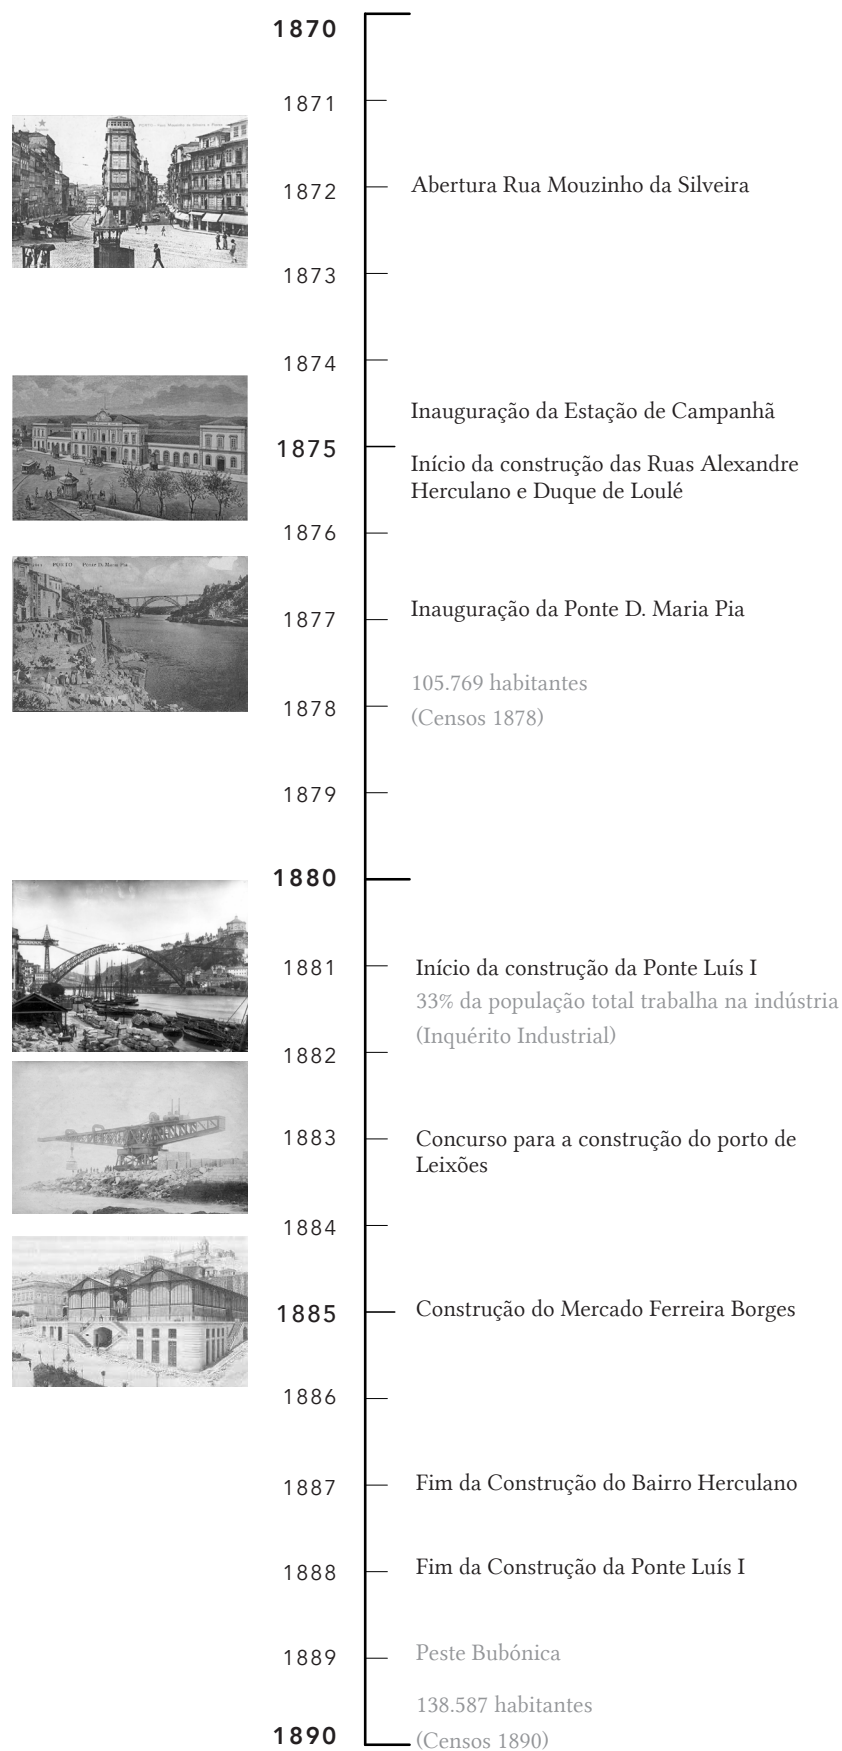 1870
1871
1872
Abertura Rua Mouzinho da Silveira
1873
1874
Inauguração da Estação de Campanhã
1875
Início da construção das Ruas Alexandre
Herculano e Duque de Loulé
1876
PORTO Ponte D. Maria Pia
1877
Inauguração da Ponte D. Maria Pia
105.769 habitantes
1878
(Censos 1878)
1879
1880
1881
Início da construção da Ponte Luís I
33% da população total trabalha na indústria
(Inquérito Industrial)
1882
1883
Concurso para a construção do porto de
Leixões
1884
1885
Construção do Mercado Ferreira Borges
1886
1887
Fim da Construção do Bairro Herculano
1888
Fim da Construção da Ponte Luís I
1889
Peste Bubónica
138.587 habitantes
1890
(Censos 1890)